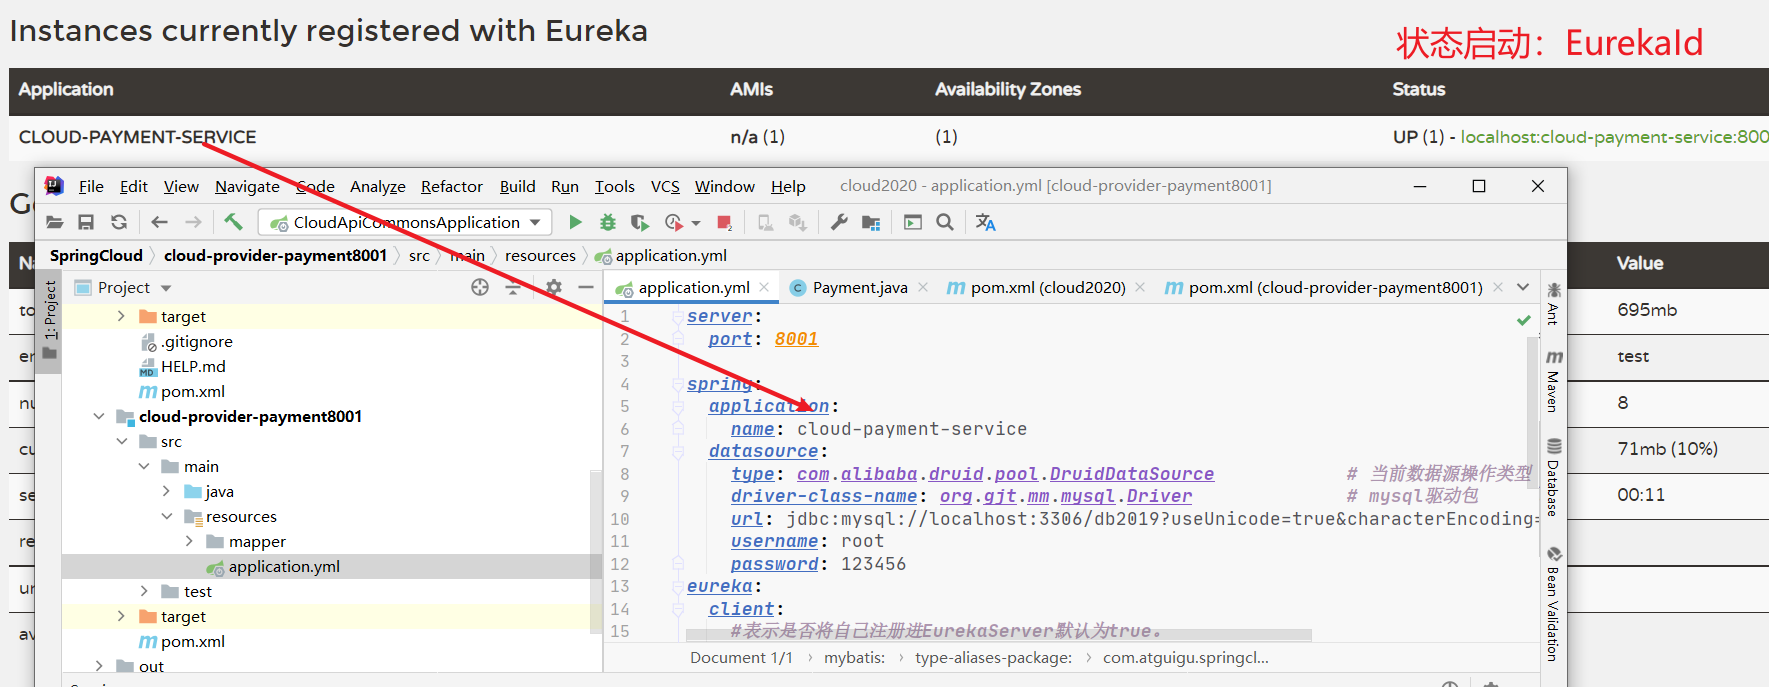 Instances currently registered with Eureka
状态启动：EurekaId
Application AMIs Availability Zones Status
CLOUD-PAYMENT-SERVICE n/a (1) (1) UP (1) - localhost:cloud-payment-service:800
File Edit View Navigate Code Analyze Refactor Build Run Tools VCS Window Help cloud2020 - application.yml [cloud-provider-payment8001]
CloudApiCommonsApplication
SpringCloud cloud-provider-payment8001 src main resources application.yml
Value
695mb
test
8
71mb (10%)
00:11
1: Project
Project
target
.gitignore
HELP.md
pom.xml
cloud-provider-payment8001
src
main
java
resources
mapper
application.yml
test
target
pom.xml
out
application.yml Payment.java pom.xml (cloud2020) pom.xml (cloud-provider-payment8001)
1 server:
2 port: 8001
3
4 spring:
5 application:
6 name: cloud-payment-service
7 datasource:
8 type: com.alibaba.druid.pool.DruidDataSource # 当前数据源操作类型
9 driver-class-name: org.gjt.mm.mysql.Driver # mysql驱动包
10 url: jdbc:mysql://localhost:3306/db2019?useUnicode=true&characterEncoding=
11 username: root
12 password: 123456
13 eureka:
14 client:
15 #表示是否将自己注册进EurekaServer默认为true。
Document 1/1 mybatis: type-aliases-package: com.atguigu.springcl...
Ant
Maven
Database
Bean Validation